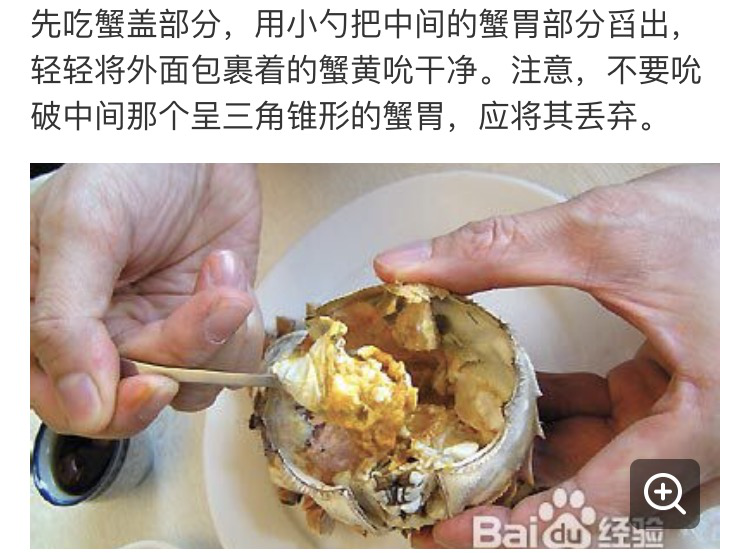 先吃蟹盖部分，用小勺把中间的蟹胃部分舀出，
轻轻将外面包裹着的蟹黄吮干净。注意，不要吮
破中间那个呈三角锥形的蟹胃，应将其丢弃。
Baidu经验